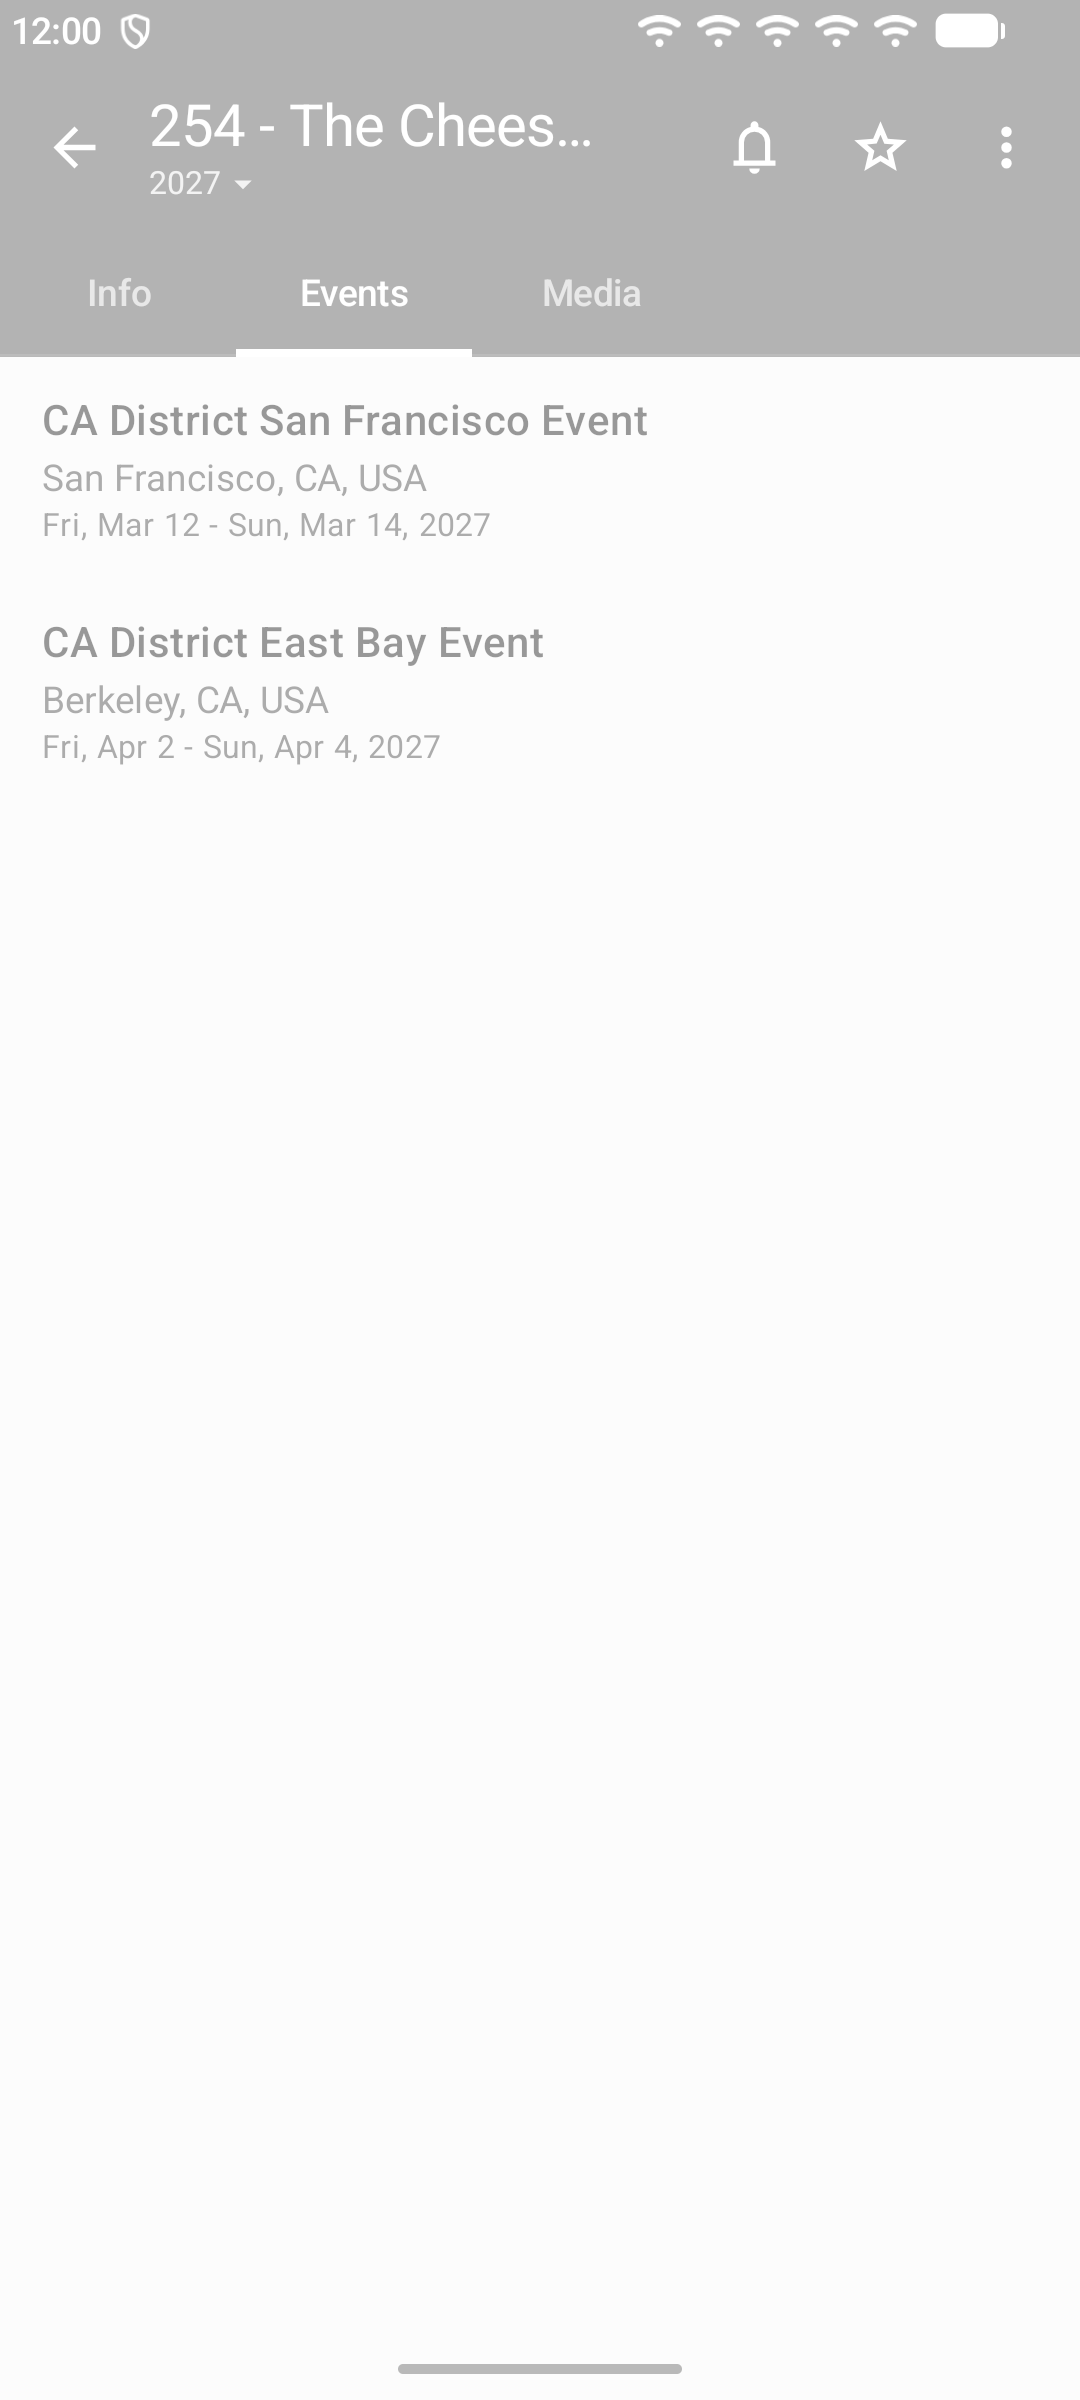 12:00
254 - The Chees…
2027
Info Events Media
CA District San Francisco Event
San Francisco, CA, USA
Fri, Mar 12 - Sun, Mar 14, 2027
CA District East Bay Event
Berkeley, CA, USA
Fri, Apr 2 - Sun, Apr 4, 2027